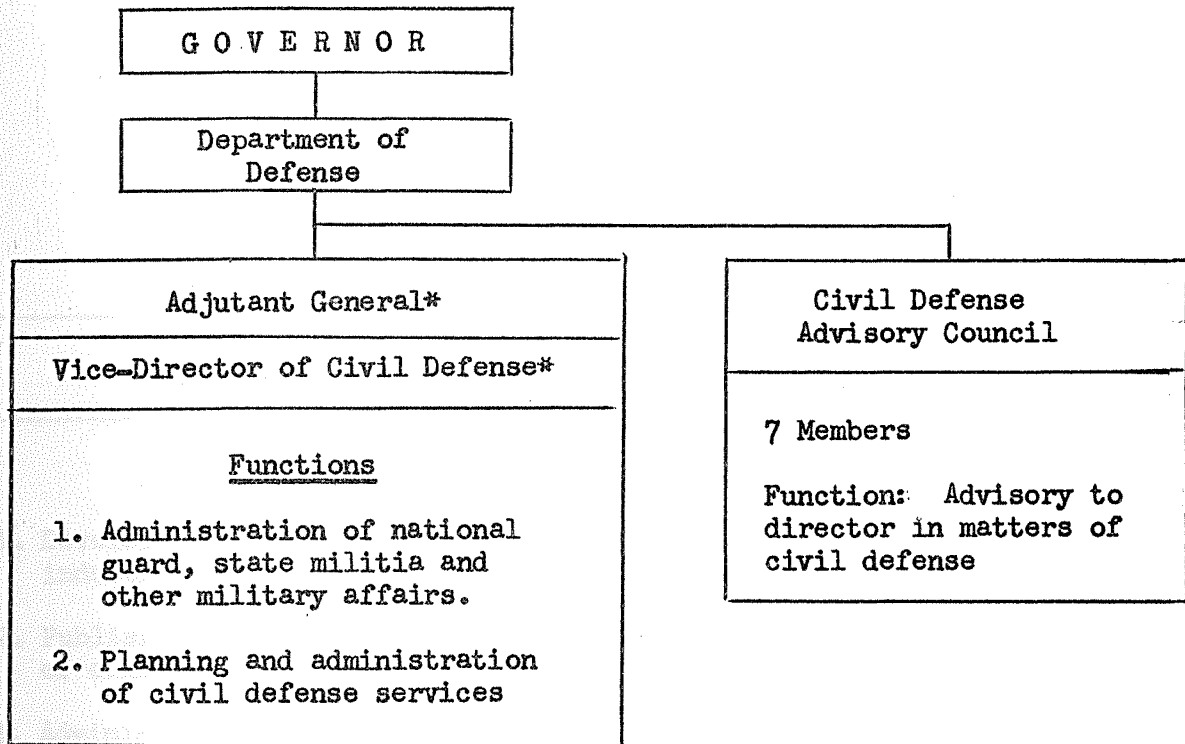 G O V E R N O R
Department of
Defense
Adjutant General*
Vice-Director of Civil Defense*
Functions
1. Administration of national
guard, state militia and
other military affairs.
2. Planning and administration
of civil defense services
Civil Defense
Advisory Council
7 Members
Function: Advisory to
director in matters of
civil defense